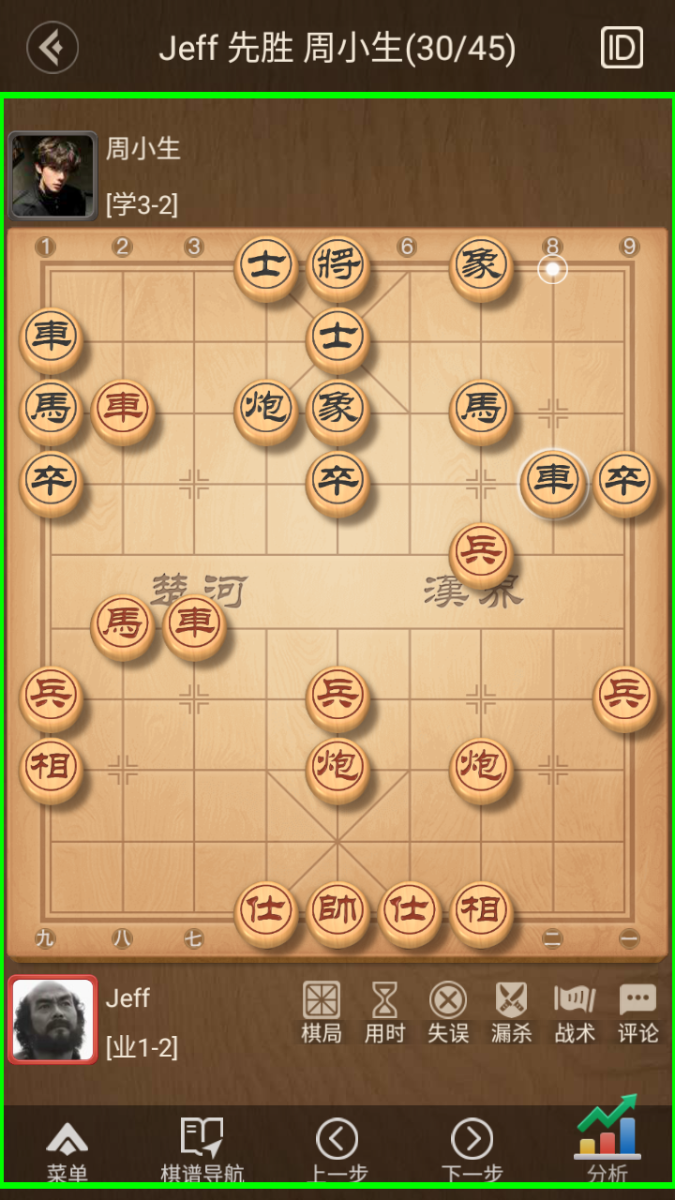 Jeff 先胜 周小生(30/45)
ID
周小生
[学3-2]
1 2 3 6 8 9
士 將 象
車 士
馬 車 炮 象 馬
卒 卒 車 卒
兵
楚河 漢界
馬 車
兵 兵 兵
相 炮 炮
仕 帥 仕 相
九 八 七 二 一
Jeff
[业1-2]
棋局 用时 失误 漏杀 战术 评论
菜单 棋谱导航 上一步 下一步 分析